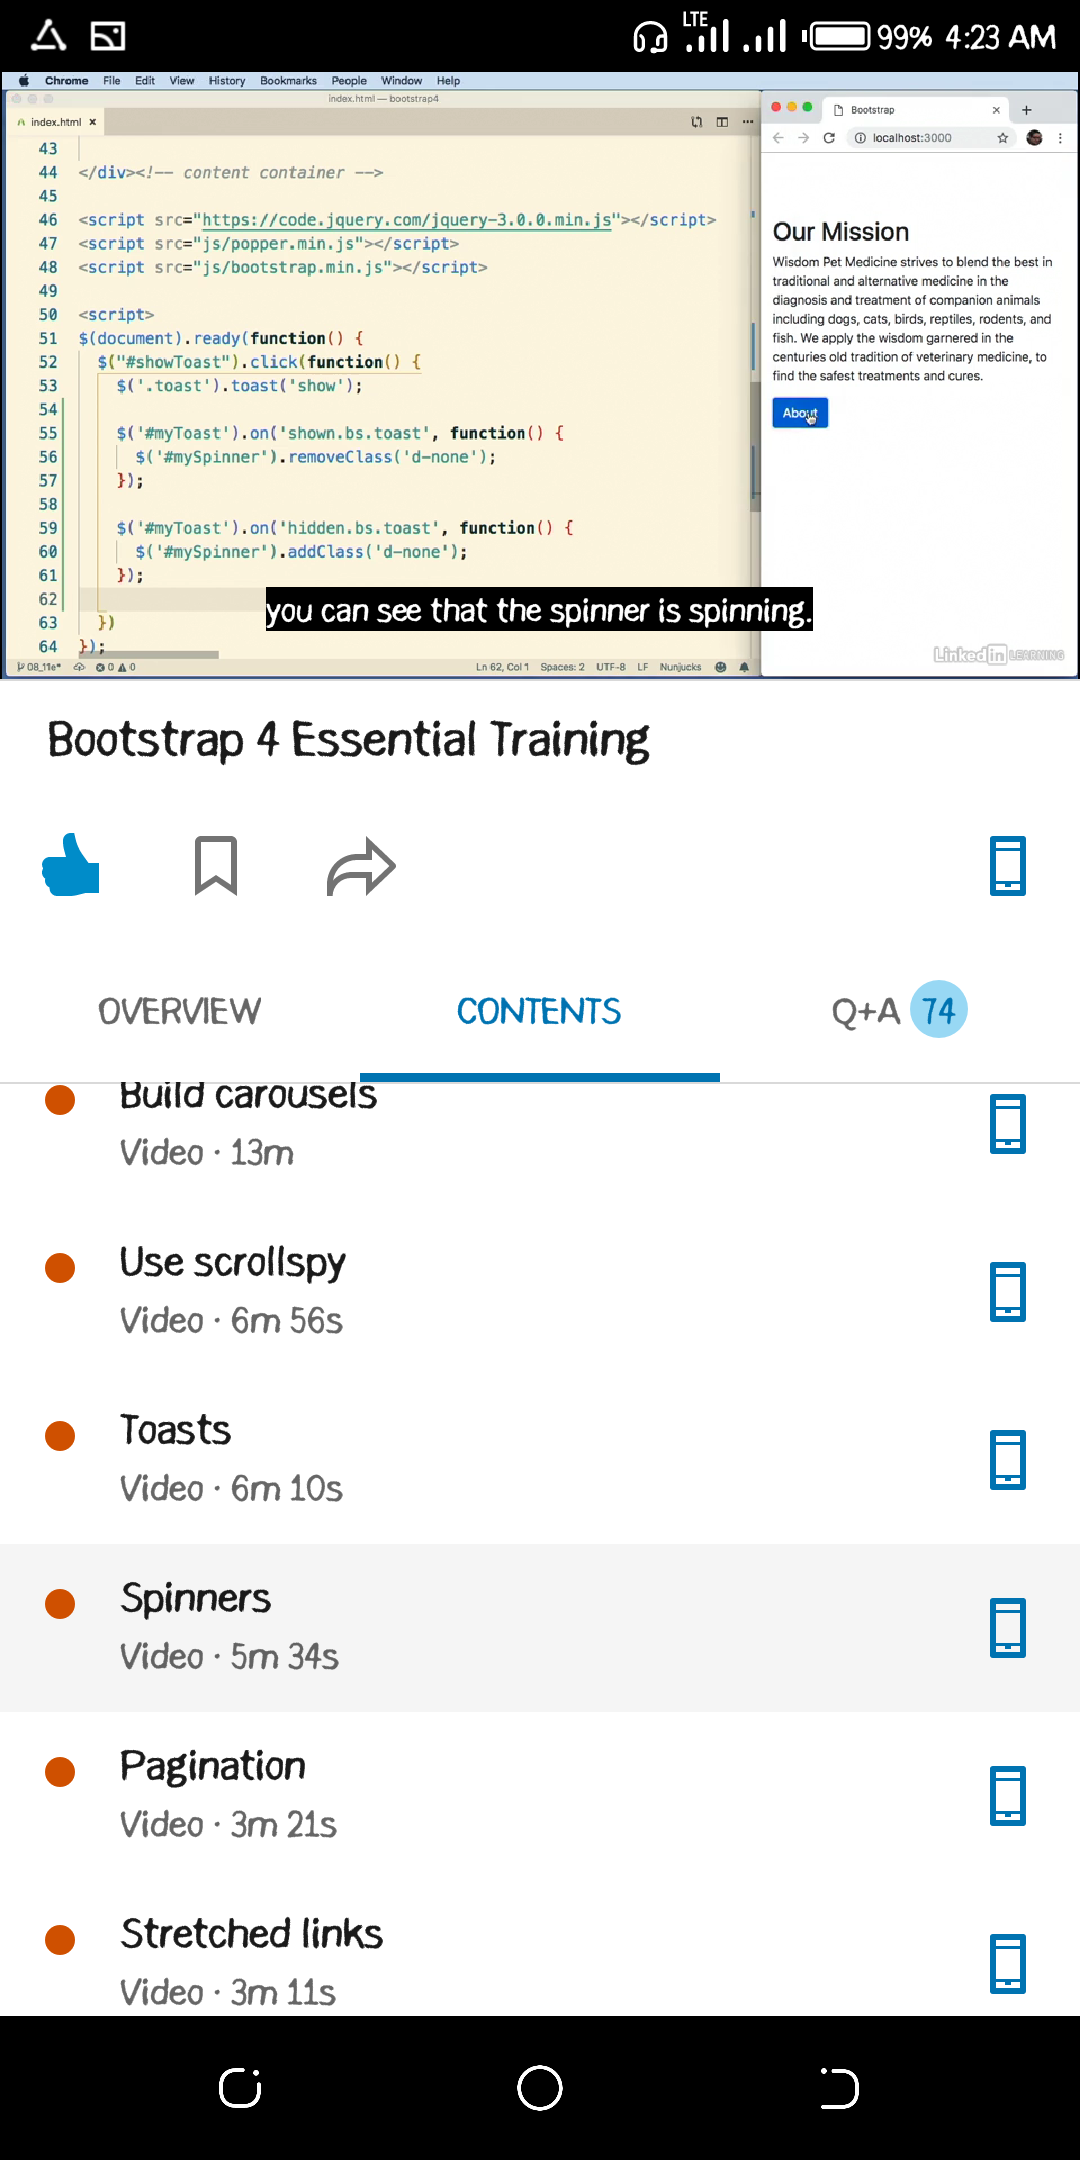 LTE
99% 4:23 AM
Chrome File Edit View History Bookmarks People Window Help
index.html — bootstrap4
index.html
43
44 </div><!-- content container -->
45
46 <script src="https://code.jquery.com/jquery-3.0.0.min.js"></script>
47 <script src="js/popper.min.js"></script>
48 <script src="js/bootstrap.min.js"></script>
49
50 <script>
51 $(document).ready(function() {
52 $("#showToast").click(function() {
53 $('.toast').toast('show');
54
55 $('#myToast').on('shown.bs.toast', function() {
56 $('#mySpinner').removeClass('d-none');
57 });
58
59 $('#myToast').on('hidden.bs.toast', function() {
60 $('#mySpinner').addClass('d-none');
61 });
62
63 })
64 });
08_11e* 0 0 Ln 62, Col 1 Spaces: 2 UTF-8 LF Nunjucks
Bootstrap
localhost:3000
Our Mission
Wisdom Pet Medicine strives to blend the best in
traditional and alternative medicine in the
diagnosis and treatment of companion animals
including dogs, cats, birds, reptiles, rodents, and
fish. We apply the wisdom garnered in the
centuries old tradition of veterinary medicine, to
find the safest treatments and cures.
About
you can see that the spinner is spinning.
LinkedIn LEARNING
Bootstrap 4 Essential Training
OVERVIEW CONTENTS Q+A 74
Build carousels
Video · 13m
Use scrollspy
Video · 6m 56s
Toasts
Video · 6m 10s
Spinners
Video · 5m 34s
Pagination
Video · 3m 21s
Stretched links
Video · 3m 11s